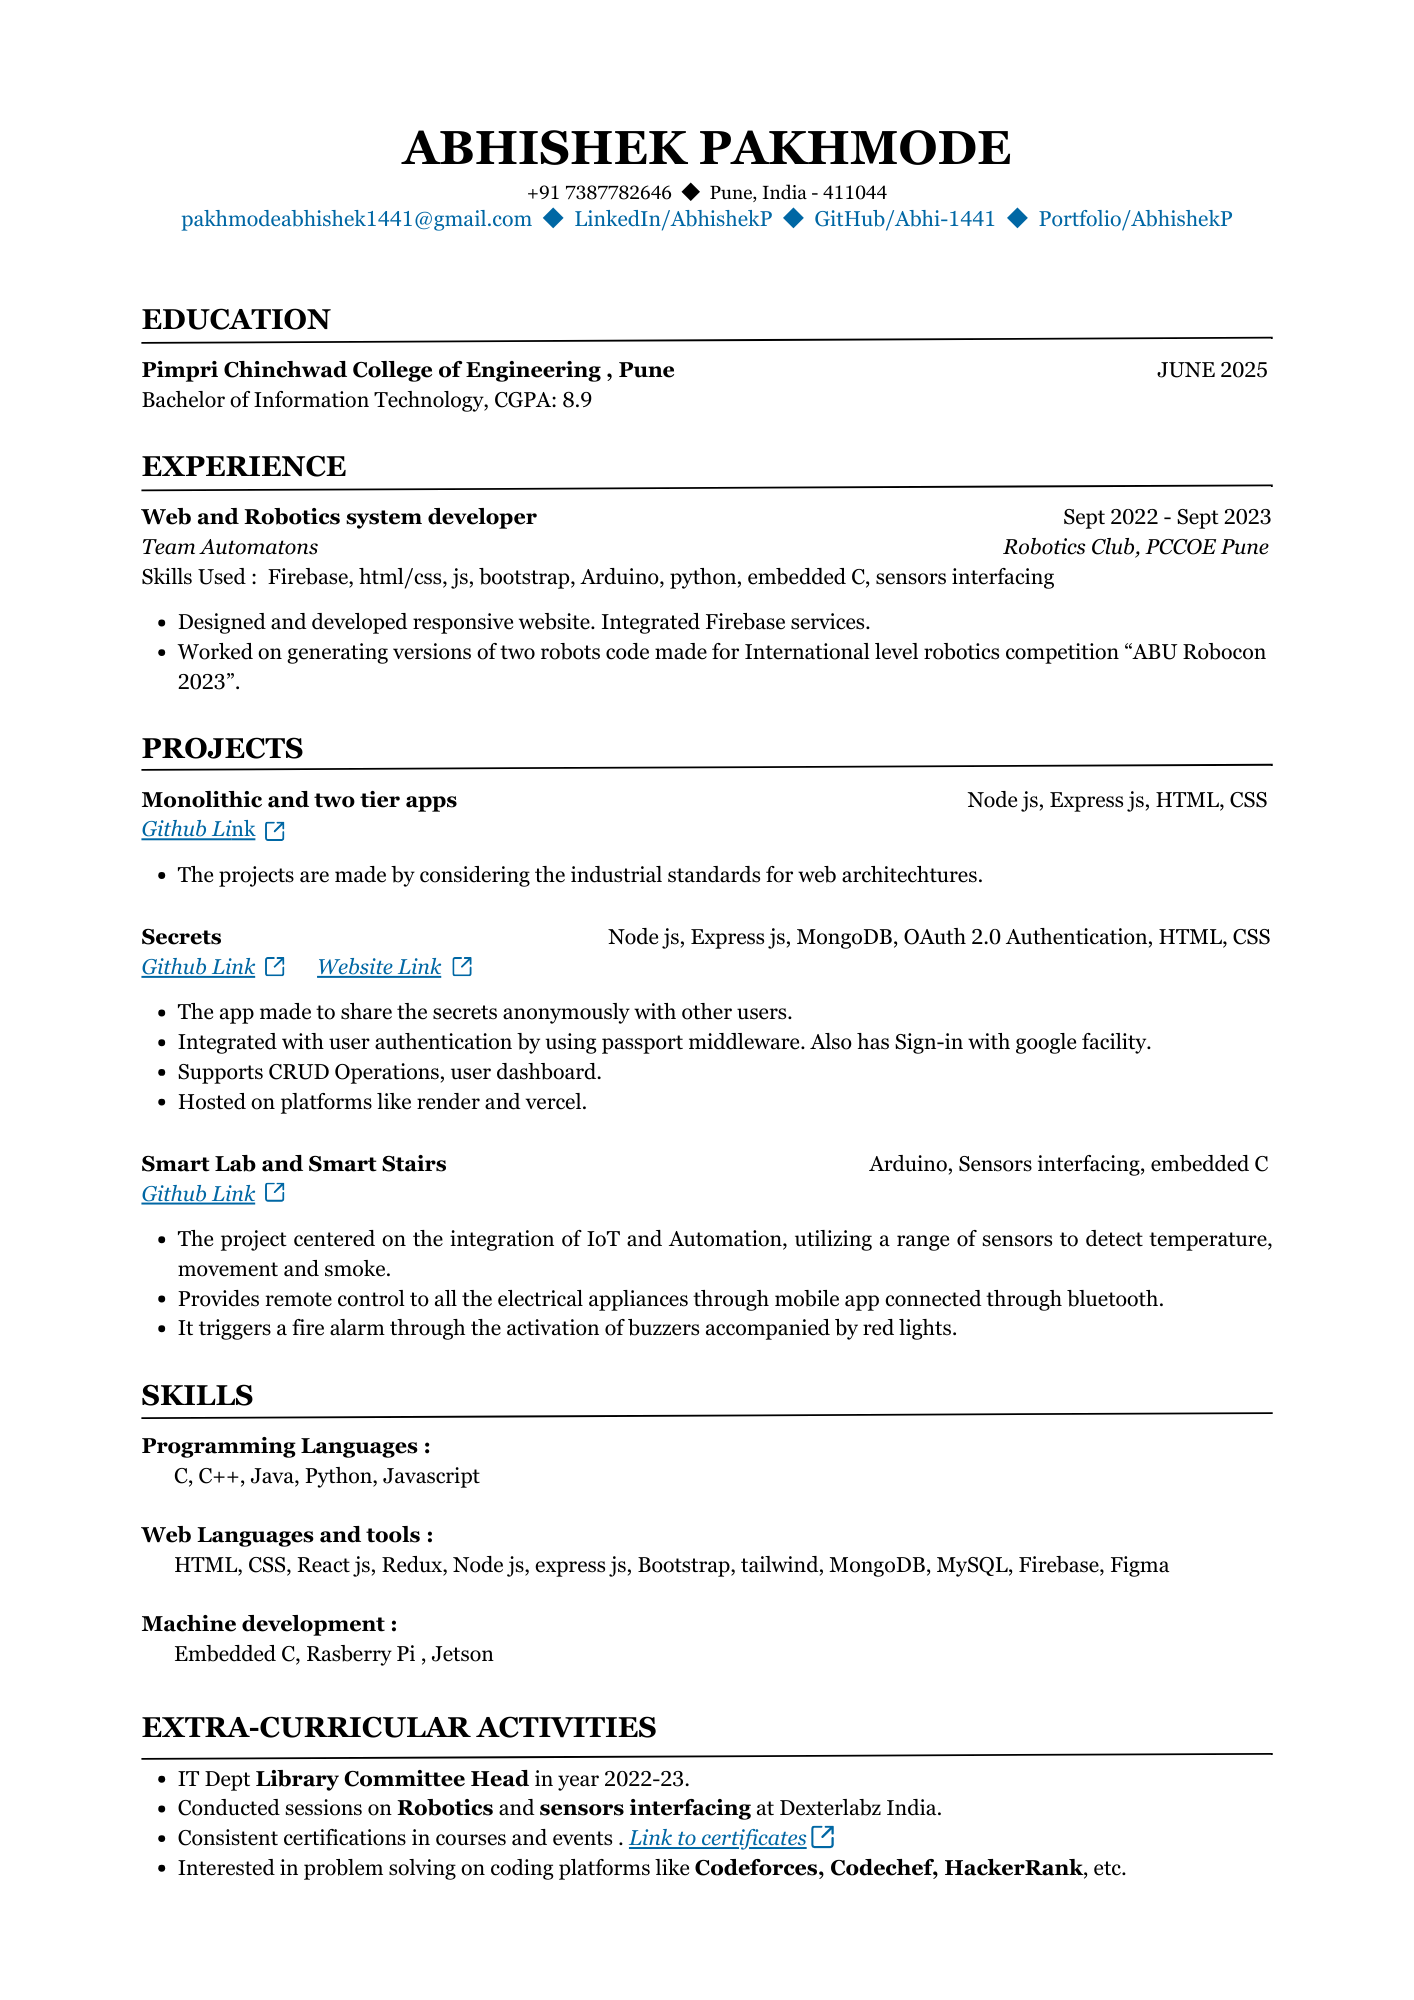 ABHISHEK PAKHMODE
+91 7387782646 ◆ Pune, India - 411044
pakhmodeabhishek1441@gmail.com ◆ LinkedIn/AbhishekP ◆ GitHub/Abhi-1441 ◆ Portfolio/AbhishekP
EDUCATION
Pimpri Chinchwad College of Engineering , Pune JUNE 2025
Bachelor of Information Technology, CGPA: 8.9
EXPERIENCE
Web and Robotics system developer Sept 2022 - Sept 2023
Team Automatons Robotics Club, PCCOE Pune
Skills Used : Firebase, html/css, js, bootstrap, Arduino, python, embedded C, sensors interfacing
• Designed and developed responsive website. Integrated Firebase services.
• Worked on generating versions of two robots code made for International level robotics competition “ABU Robocon
2023”.
PROJECTS
Monolithic and two tier apps Node js, Express js, HTML, CSS
Github Link
• The projects are made by considering the industrial standards for web architechtures.
Secrets Node js, Express js, MongoDB, OAuth 2.0 Authentication, HTML, CSS
Github Link Website Link
• The app made to share the secrets anonymously with other users.
• Integrated with user authentication by using passport middleware. Also has Sign-in with google facility.
• Supports CRUD Operations, user dashboard.
• Hosted on platforms like render and vercel.
Smart Lab and Smart Stairs Arduino, Sensors interfacing, embedded C
Github Link
• The project centered on the integration of IoT and Automation, utilizing a range of sensors to detect temperature,
movement and smoke.
• Provides remote control to all the electrical appliances through mobile app connected through bluetooth.
• It triggers a fire alarm through the activation of buzzers accompanied by red lights.
SKILLS
Programming Languages :
C, C++, Java, Python, Javascript
Web Languages and tools :
HTML, CSS, React js, Redux, Node js, express js, Bootstrap, tailwind, MongoDB, MySQL, Firebase, Figma
Machine development :
Embedded C, Rasberry Pi , Jetson
EXTRA-CURRICULAR ACTIVITIES
• IT Dept Library Committee Head in year 2022-23.
• Conducted sessions on Robotics and sensors interfacing at Dexterlabz India.
• Consistent certifications in courses and events . Link to certificates
• Interested in problem solving on coding platforms like Codeforces, Codechef, HackerRank, etc.